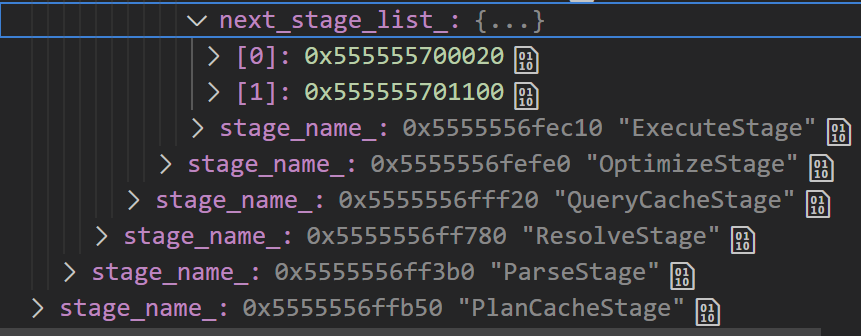 next_stage_list_: {...}
[0]: 0x555555700020
[1]: 0x555555701100
stage_name_: 0x5555556fec10 "ExecuteStage"
stage_name_: 0x5555556fefe0 "OptimizeStage"
stage_name_: 0x5555556fff20 "QueryCacheStage"
stage_name_: 0x5555556ff780 "ResolveStage"
stage_name_: 0x5555556ff3b0 "ParseStage"
stage_name_: 0x5555556ffb50 "PlanCacheStage"